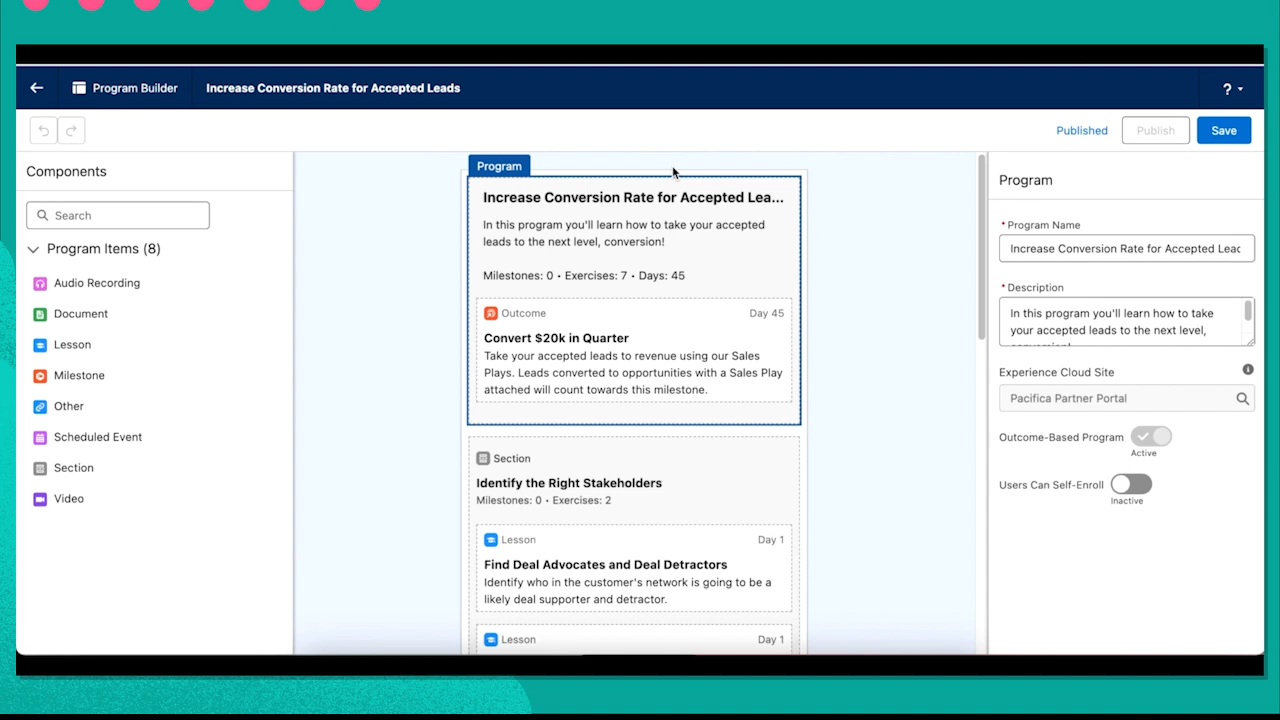 Program Builder
Increase Conversion Rate for Accepted Leads
?
Published
Publish
Save
Components
Search
Program Items (8)
Audio Recording
Document
Lesson
Milestone
Other
Scheduled Event
Section
Video
Program
Increase Conversion Rate for Accepted Lea...
In this program you'll learn how to take your accepted
leads to the next level, conversion!
Milestones: 0 • Exercises: 7 • Days: 45
Outcome
Day 45
Convert $20k in Quarter
Take your accepted leads to revenue using our Sales
Plays. Leads converted to opportunities with a Sales Play
attached will count towards this milestone.
Section
Identify the Right Stakeholders
Milestones: 0 • Exercises: 2
Lesson
Day 1
Find Deal Advocates and Deal Detractors
Identify who in the customer's network is going to be a
likely deal supporter and detractor.
Lesson
Day 1
Program
* Program Name
Increase Conversion Rate for Accepted Leac
* Description
In this program you'll learn how to take
your accepted leads to the next level,
conversion!
Experience Cloud Site
Pacifica Partner Portal
Outcome-Based Program
Active
Users Can Self-Enroll
Inactive